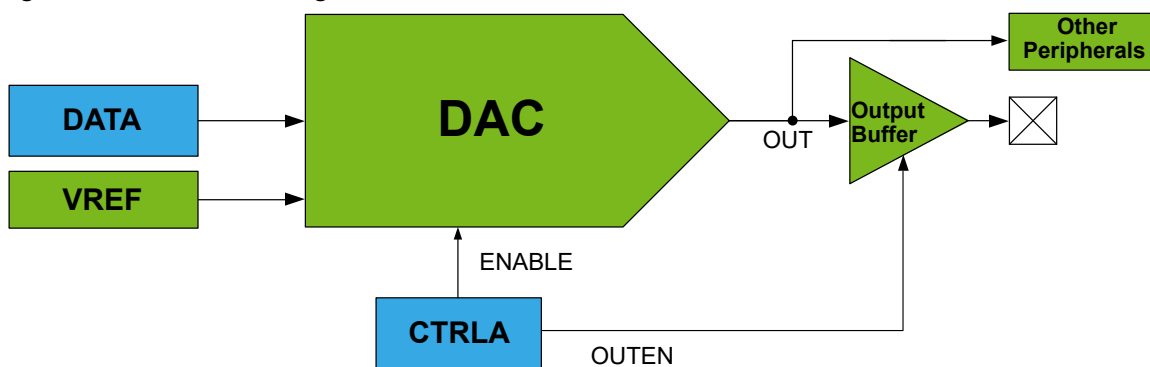 Other
Peripherals
DATA
DAC
Output
Buffer
OUT
VREF
ENABLE
CTRLA
OUTEN